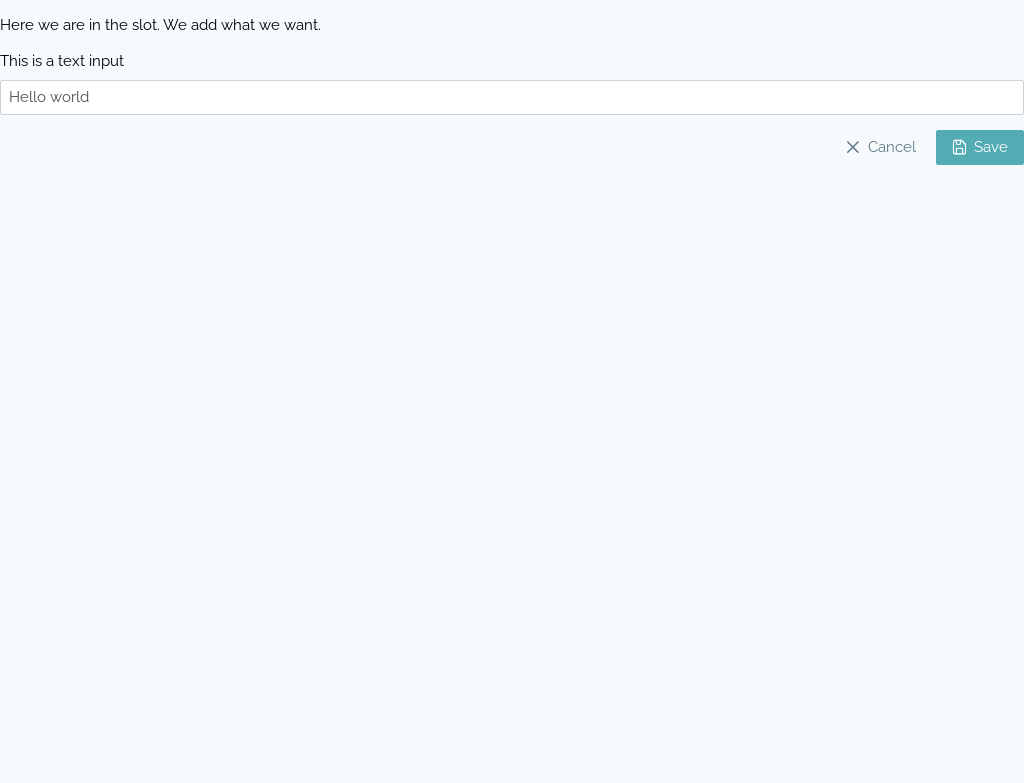 Here we are in the slot. We add what we want.
This is a text input
Hello world
Cancel
Save